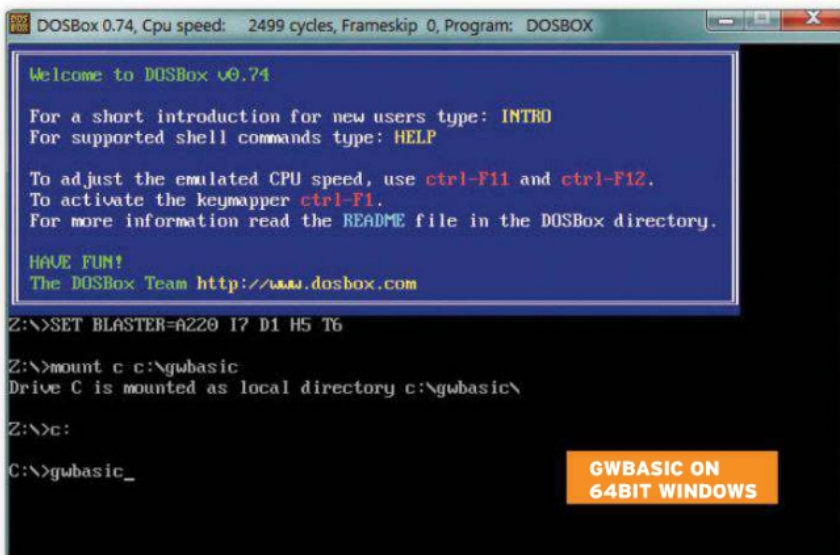 DOSBox 0.74, Cpu speed: 2499 cycles, Frameskip 0, Program: DOSBOX
Welcome to DOSBox v0.74
For a short introduction for new users type: INTRO
For supported shell commands type: HELP
To adjust the emulated CPU speed, use ctrl-F11 and ctrl-F12.
To activate the keymapper ctrl-F1.
For more information read the README file in the DOSBox directory.
HAVE FUN!
The DOSBox Team http://www.dosbox.com
Z:\>SET BLASTER=A220 I7 D1 H5 T6
Z:\>mount c c:\gwbasic
Drive C is mounted as local directory c:\gwbasic\
Z:\>c:
C:\>gwbasic_
GWBASIC ON
64BIT WINDOWS